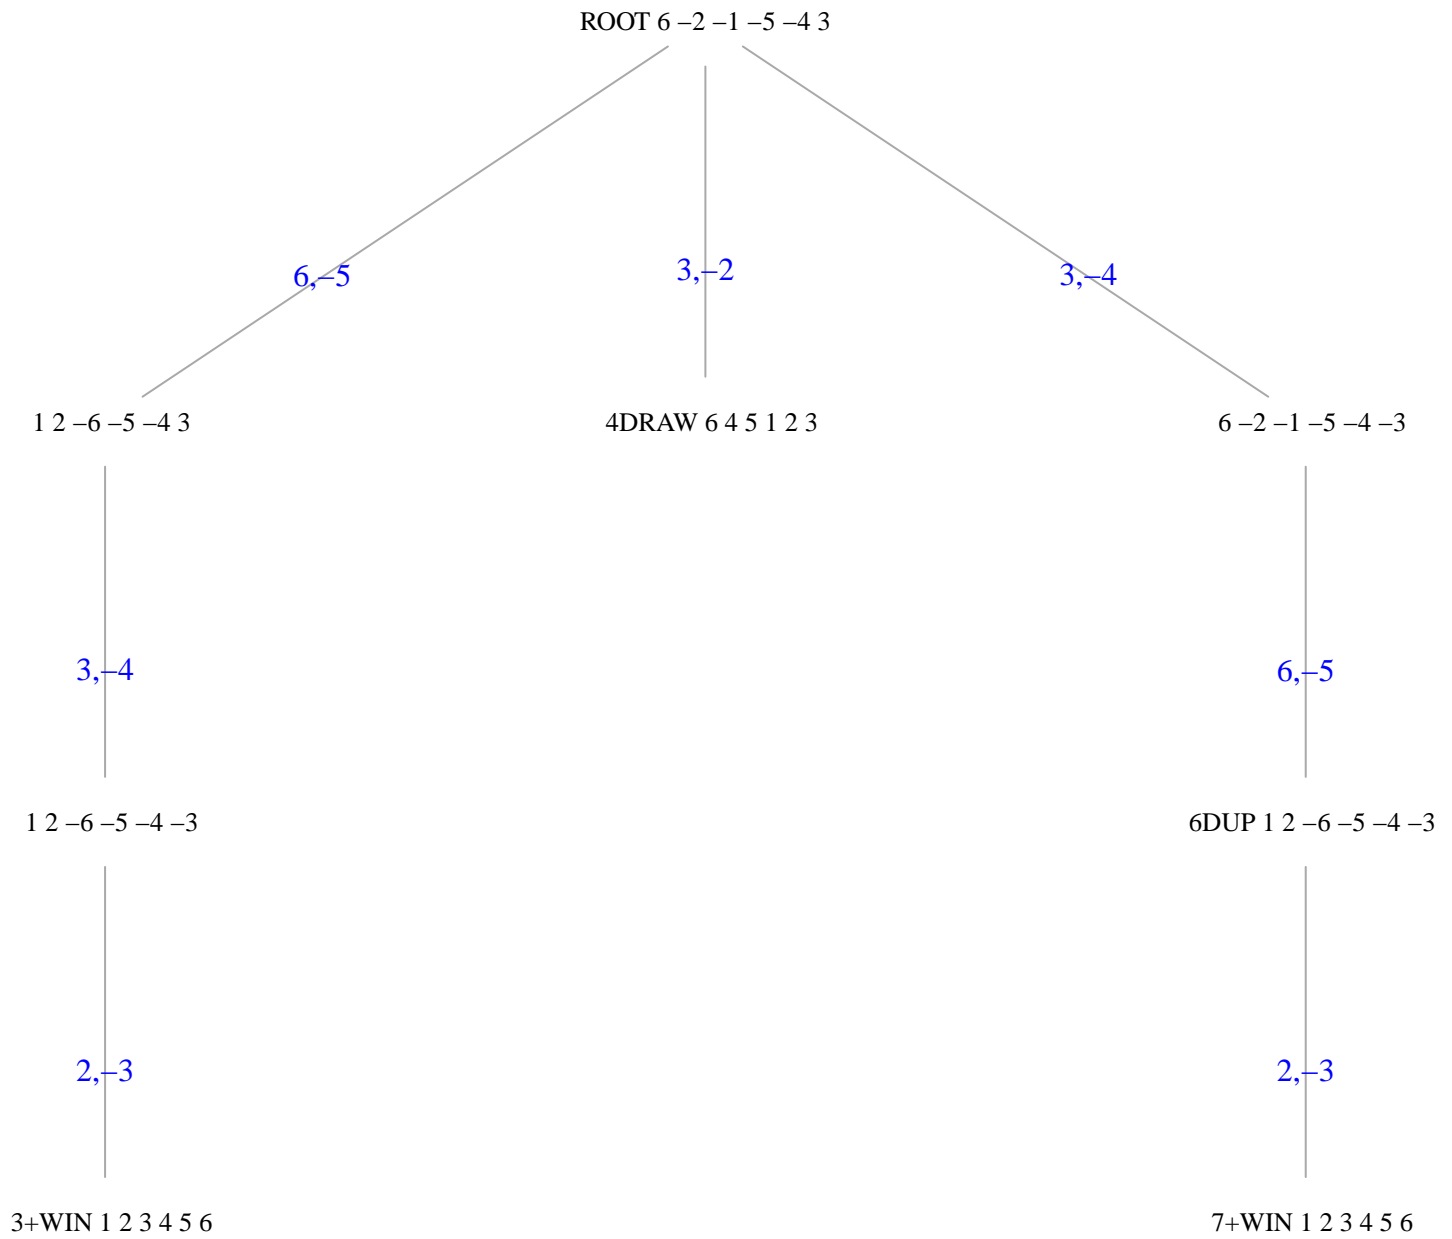 ROOT 6 –2 –1 –5 –4 3
6,–5
3,–2
3,–4
1 2 –6 –5 –4 3
4DRAW 6 4 5 1 2 3
6 –2 –1 –5 –4 –3
3,–4
6,–5
1 2 –6 –5 –4 –3
6DUP 1 2 –6 –5 –4 –3
2,–3
2,–3
3+WIN 1 2 3 4 5 6
7+WIN 1 2 3 4 5 6